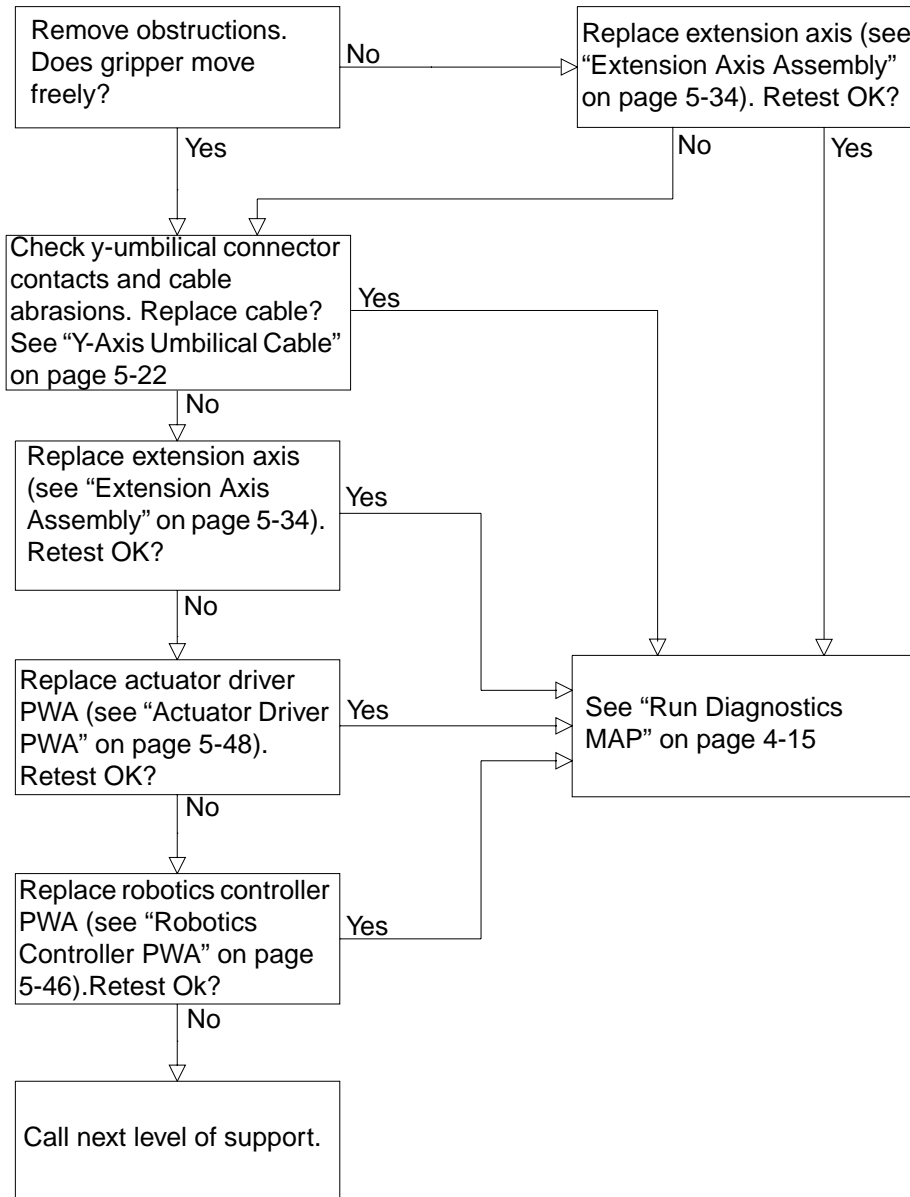 Remove obstructions.
Does gripper move
freely?
No
Replace extension axis (see
“Extension Axis Assembly”
on page 5-34). Retest OK?
Yes
No
Yes
Check y-umbilical connector
contacts and cable
abrasions. Replace cable?
See “Y-Axis Umbilical Cable”
on page 5-22
Yes
No
Replace extension axis
(see “Extension Axis
Assembly” on page 5-34).
Retest OK?
Yes
No
Replace actuator driver
PWA (see “Actuator Driver
PWA” on page 5-48).
Retest OK?
Yes
See “Run Diagnostics
MAP” on page 4-15
No
Replace robotics controller
PWA (see “Robotics
Controller PWA” on page
5-46).Retest Ok?
Yes
No
Call next level of support.